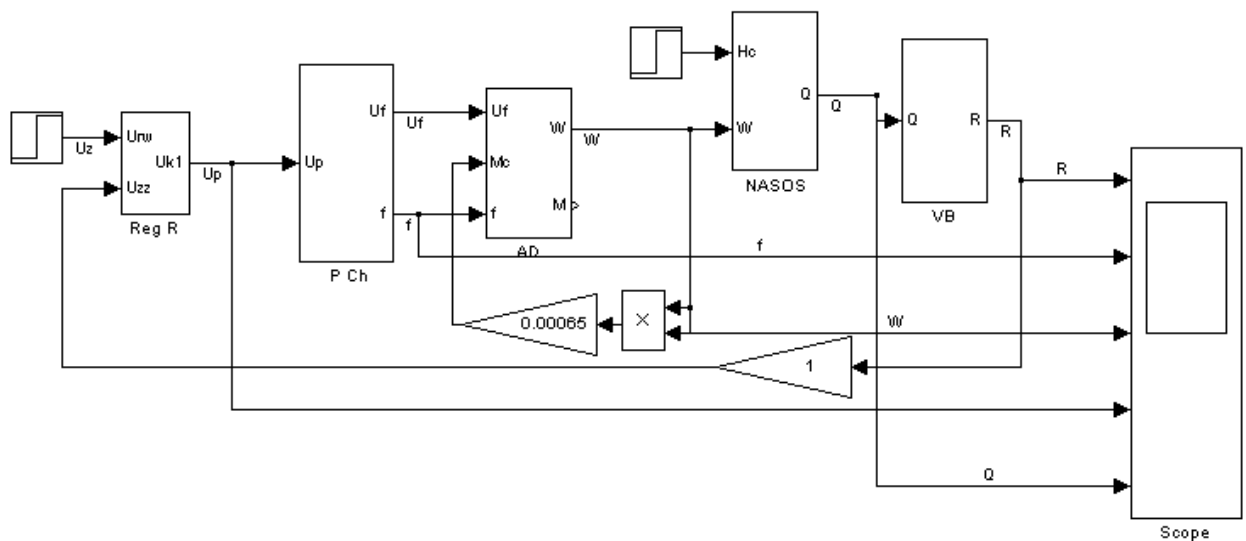 Uz
Urw
Uzz
Uk1
Reg R
Up
Up
Uf
f
P Ch
Uf
f
Uf
Mc
f
W
M
AD
W
Hc
W
Q
NASOS
Q
Q
R
VB
R
R
f
W
Q
0.00065
×
1
Scope